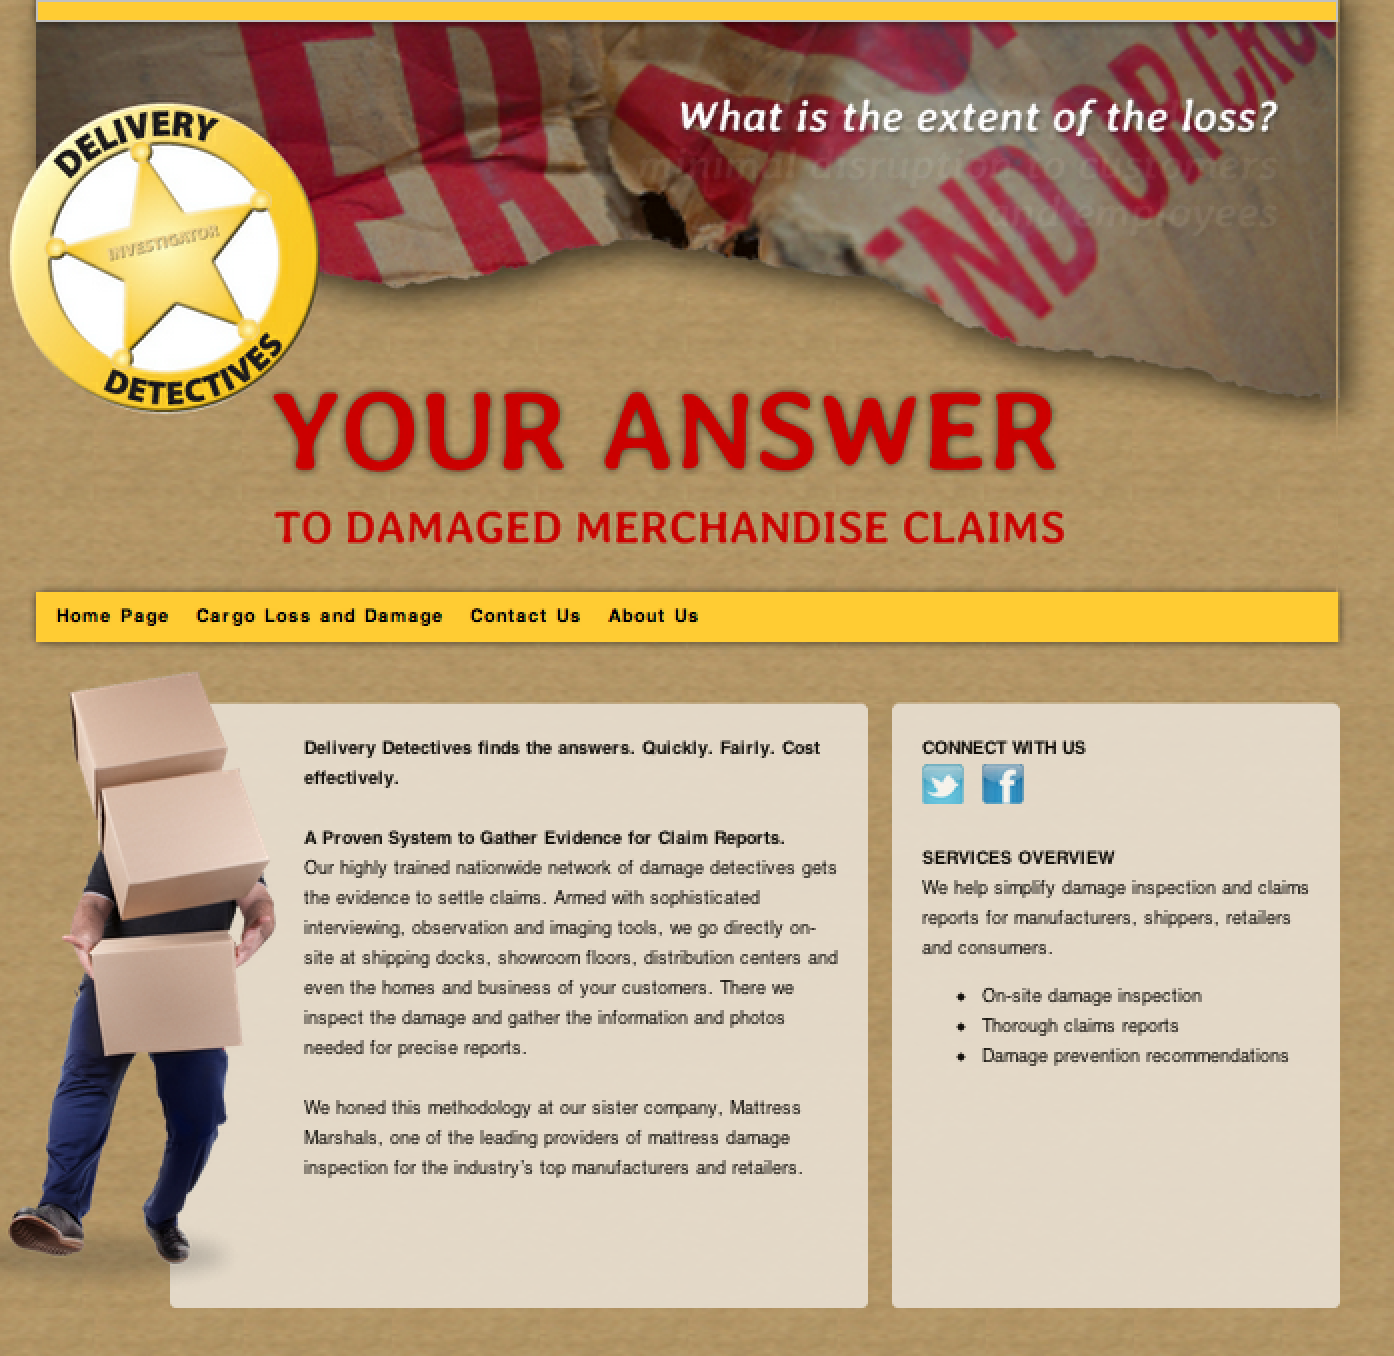 What is the extent of the loss?
minimal disruption to customers
and employees
DELIVERY
INVESTIGATOR
DETECTIVES
YOUR ANSWER
TO DAMAGED MERCHANDISE CLAIMS
Home Page Cargo Loss and Damage Contact Us About Us
Delivery Detectives finds the answers. Quickly. Fairly. Cost
effectively.
A Proven System to Gather Evidence for Claim Reports.
Our highly trained nationwide network of damage detectives gets
the evidence to settle claims. Armed with sophisticated
interviewing, observation and imaging tools, we go directly on-
site at shipping docks, showroom floors, distribution centers and
even the homes and business of your customers. There we
inspect the damage and gather the information and photos
needed for precise reports.
We honed this methodology at our sister company, Mattress
Marshals, one of the leading providers of mattress damage
inspection for the industry's top manufacturers and retailers.
CONNECT WITH US
SERVICES OVERVIEW
We help simplify damage inspection and claims
reports for manufacturers, shippers, retailers
and consumers.
On-site damage inspection
Thorough claims reports
Damage prevention recommendations